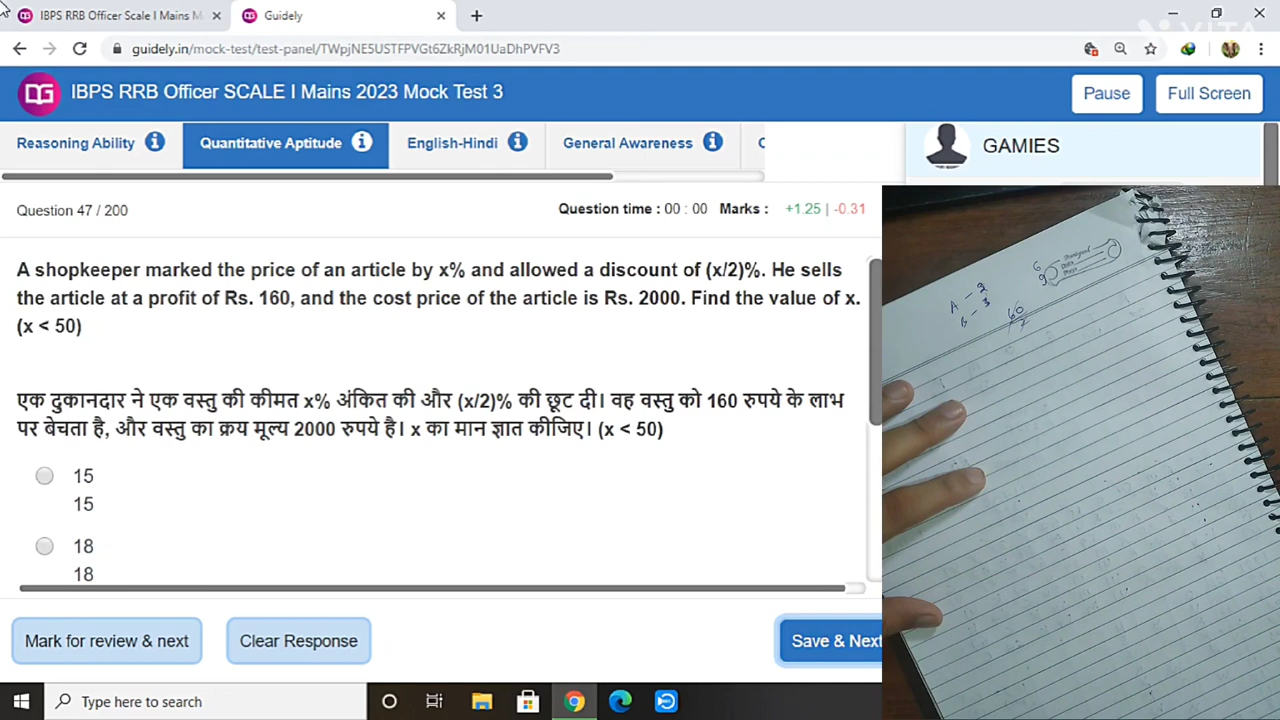 IBPS RRB Officer Scale I Mains M
Guidely
guidely.in/mock-test/test-panel/TWpjNE5USTFPVGt6ZkRjM01UaDhPVFV3
VITA
IBPS RRB Officer SCALE I Mains 2023 Mock Test 3
Pause
Full Screen
Reasoning Ability
Quantitative Aptitude
English-Hindi
General Awareness
GAMIES
Question 47 / 200
Question time : 00 : 00 Marks : +1.25 | -0.31
A shopkeeper marked the price of an article by x% and allowed a discount of (x/2)%. He sells
the article at a profit of Rs. 160, and the cost price of the article is Rs. 2000. Find the value of x.
(x < 50)
एक दुकानदार ने एक वस्तु की कीमत x% अंकित की और (x/2)% की छूट दी। वह वस्तु को 160 रुपये के लाभ
पर बेचता है, और वस्तु का क्रय मूल्य 2000 रुपये है। x का मान ज्ञात कीजिए। (x < 50)
15
15
18
18
Mark for review & next
Clear Response
Save & Next
A - 2
B - 3
60
Type here to search